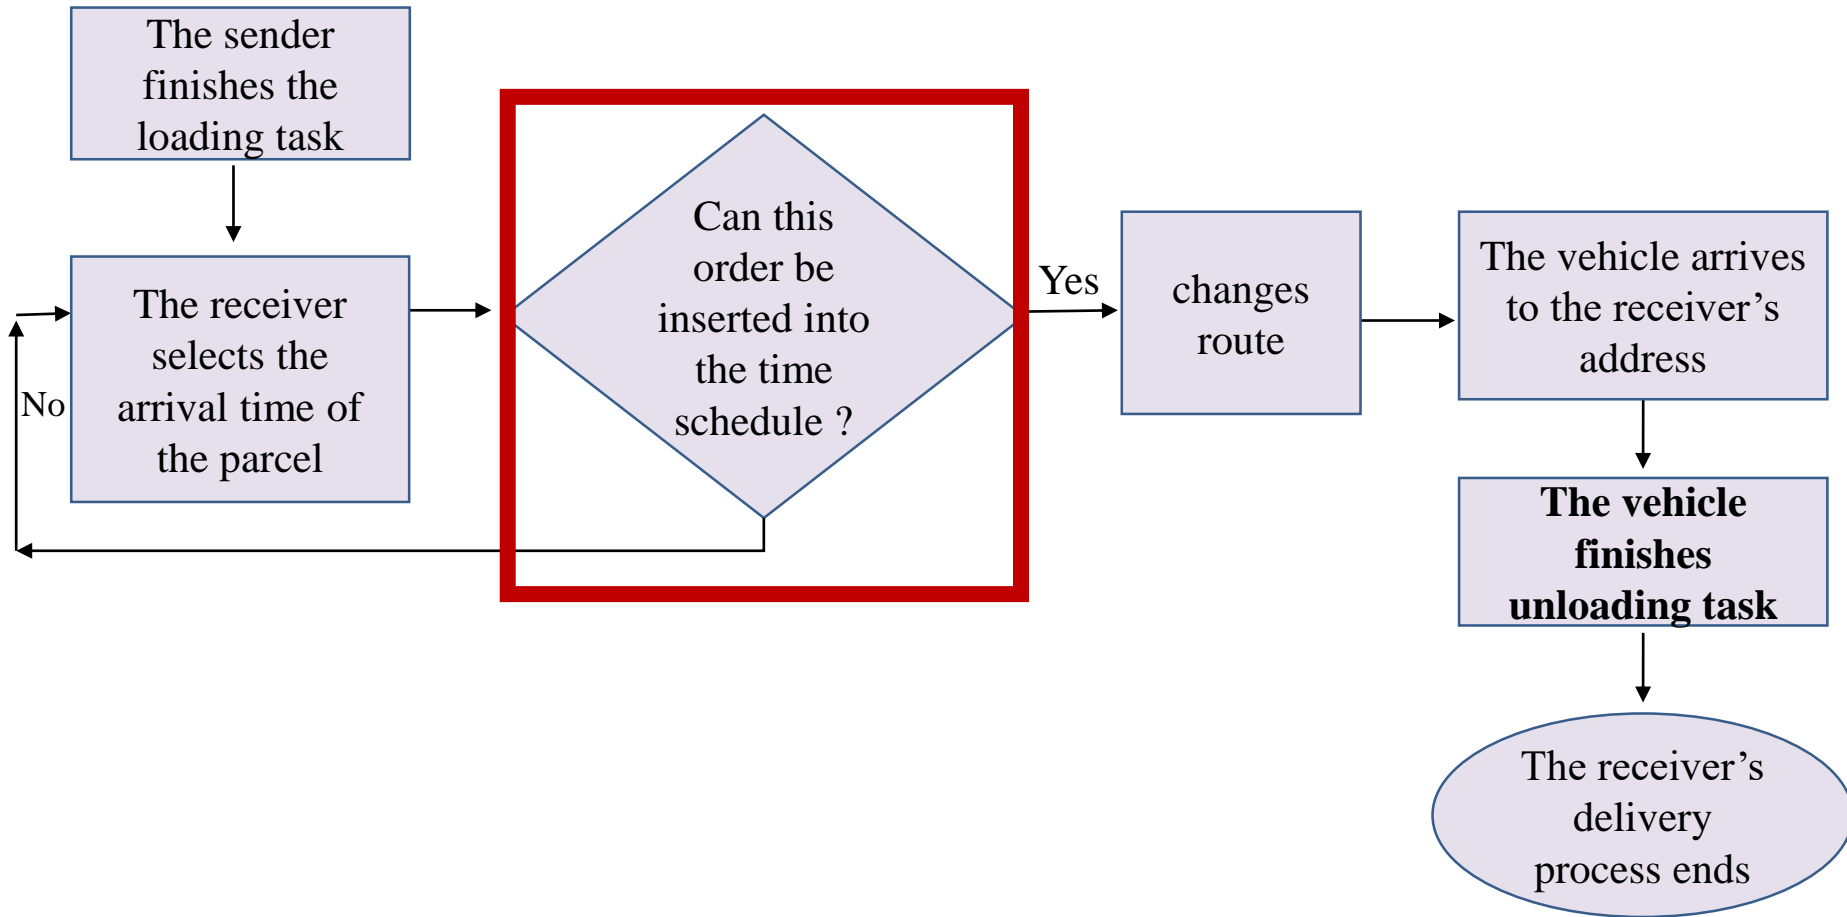 The sender
finishes the
loading task
The receiver
selects the
arrival time of
the parcel
No
Can this
order be
inserted into
the time
schedule ?
Yes
changes
route
The vehicle arrives
to the receiver’s
address
The vehicle
finishes
unloading task
The receiver’s
delivery
process ends